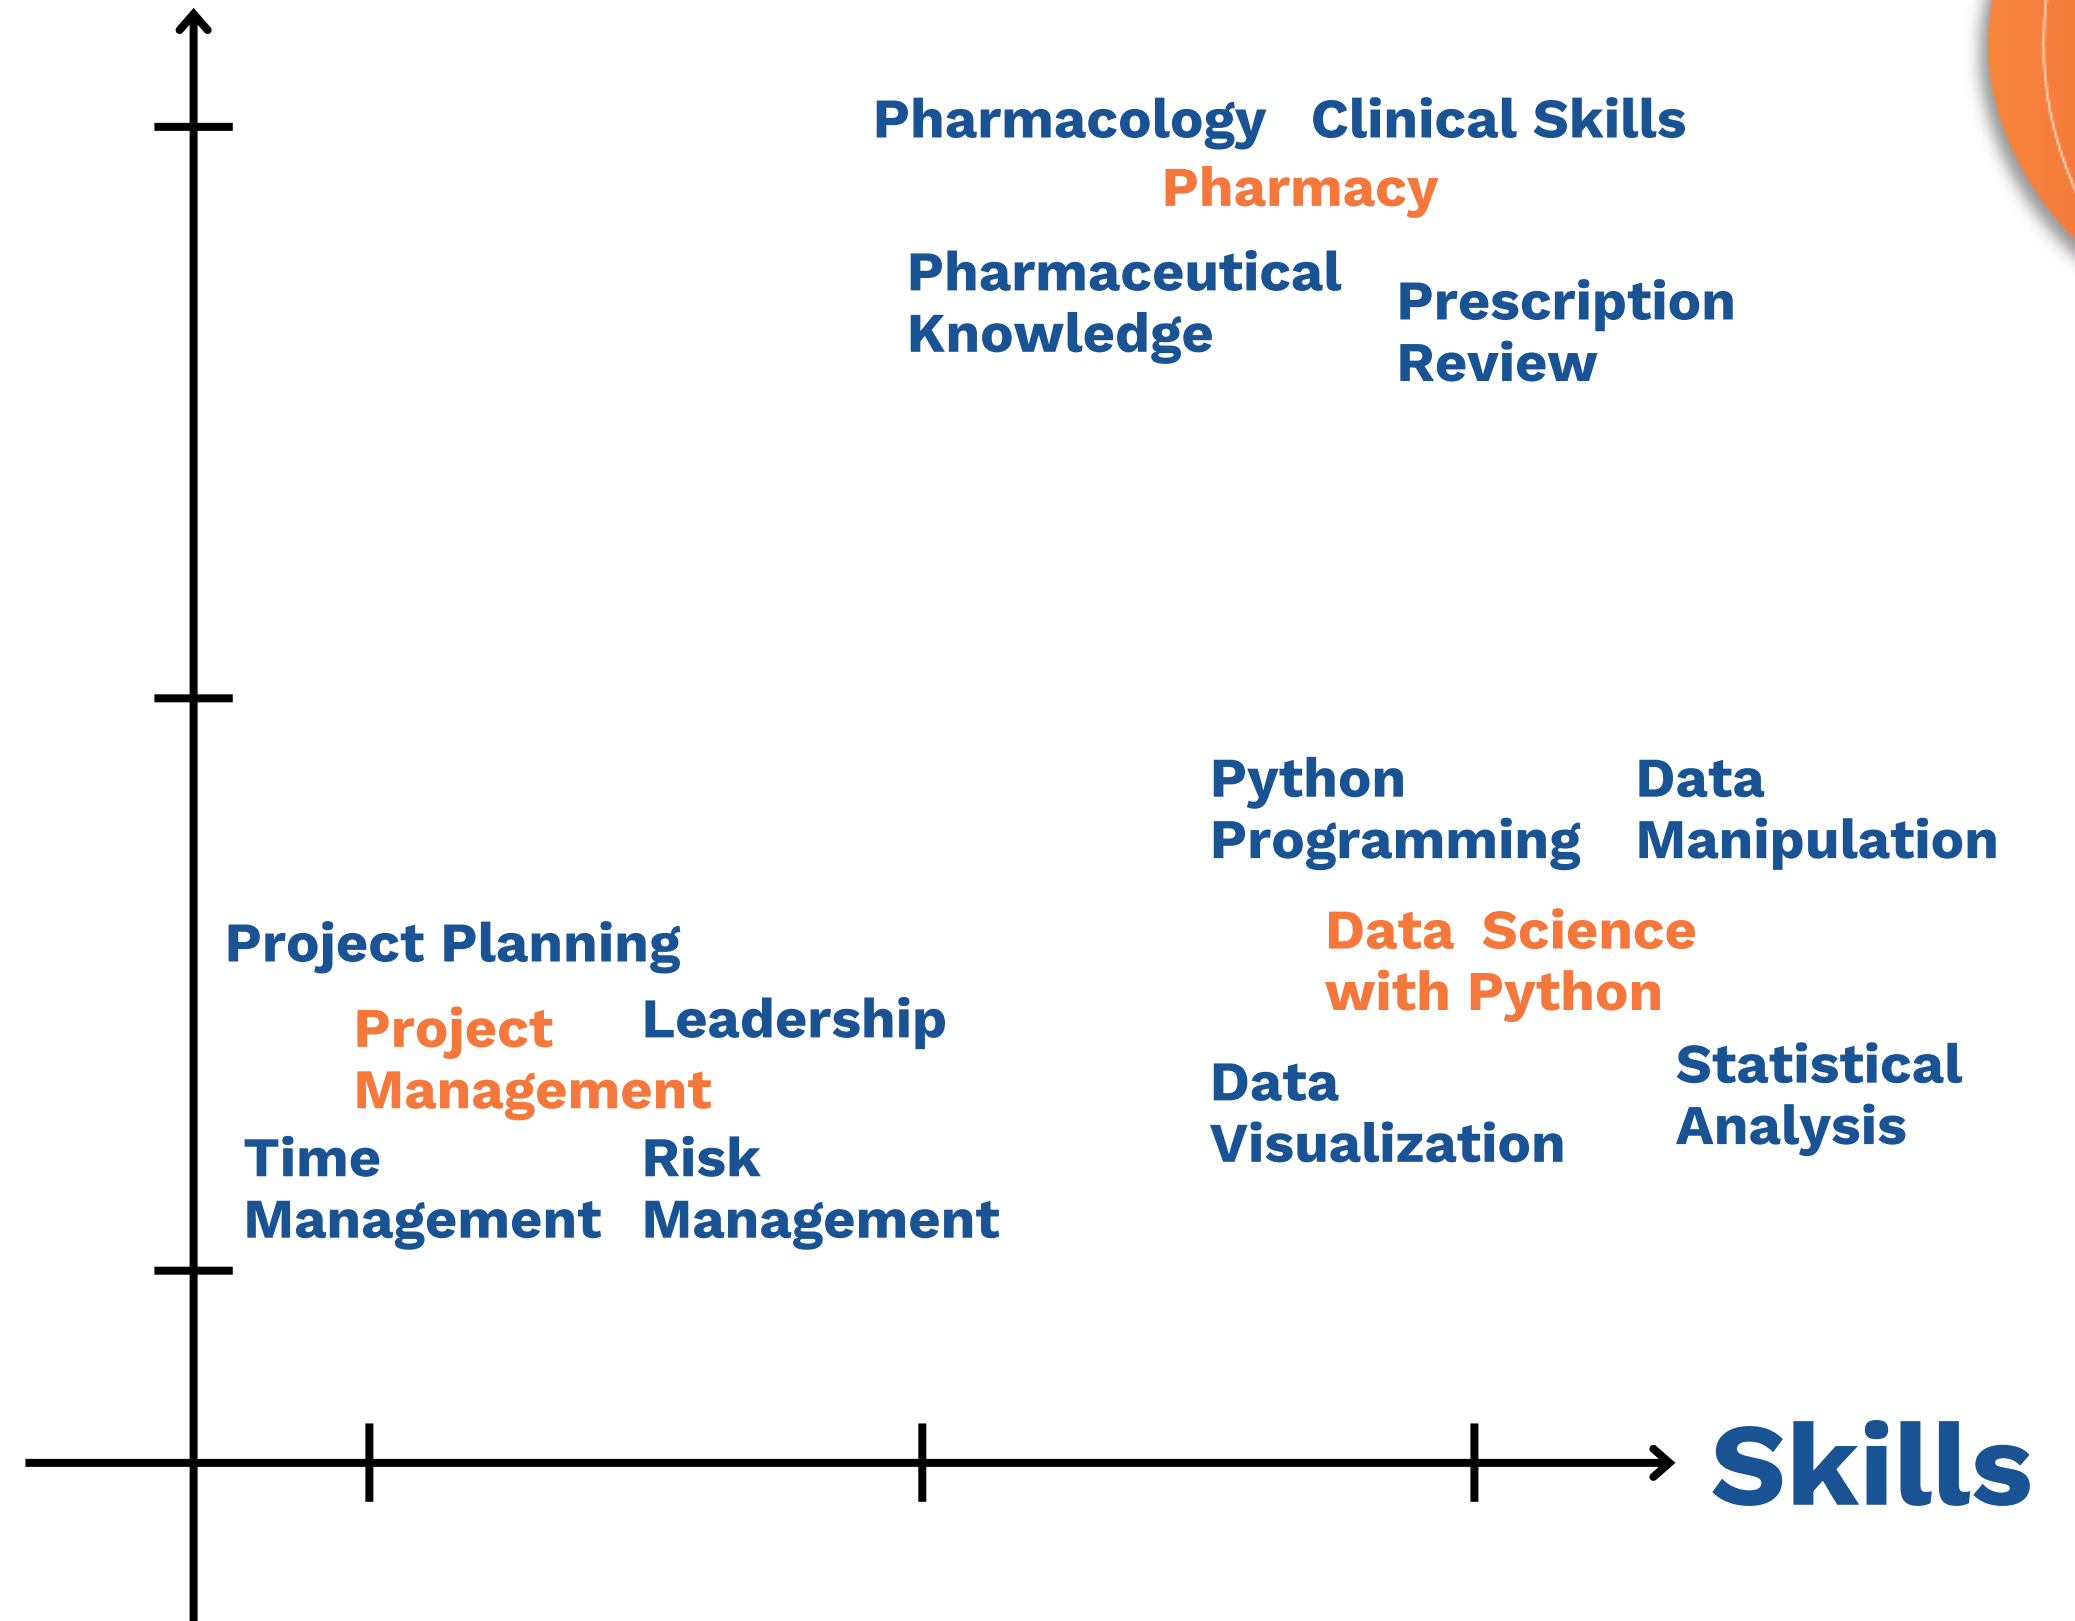 Pharmacology Clinical Skills
Pharmacy
Pharmaceutical
Knowledge
Prescription
Review
Python
Programming
Data
Manipulation
Data Science
with Python
Data
Visualization
Statistical
Analysis
Project Planning
Project
Management
Leadership
Time
Management
Risk
Management
Skills